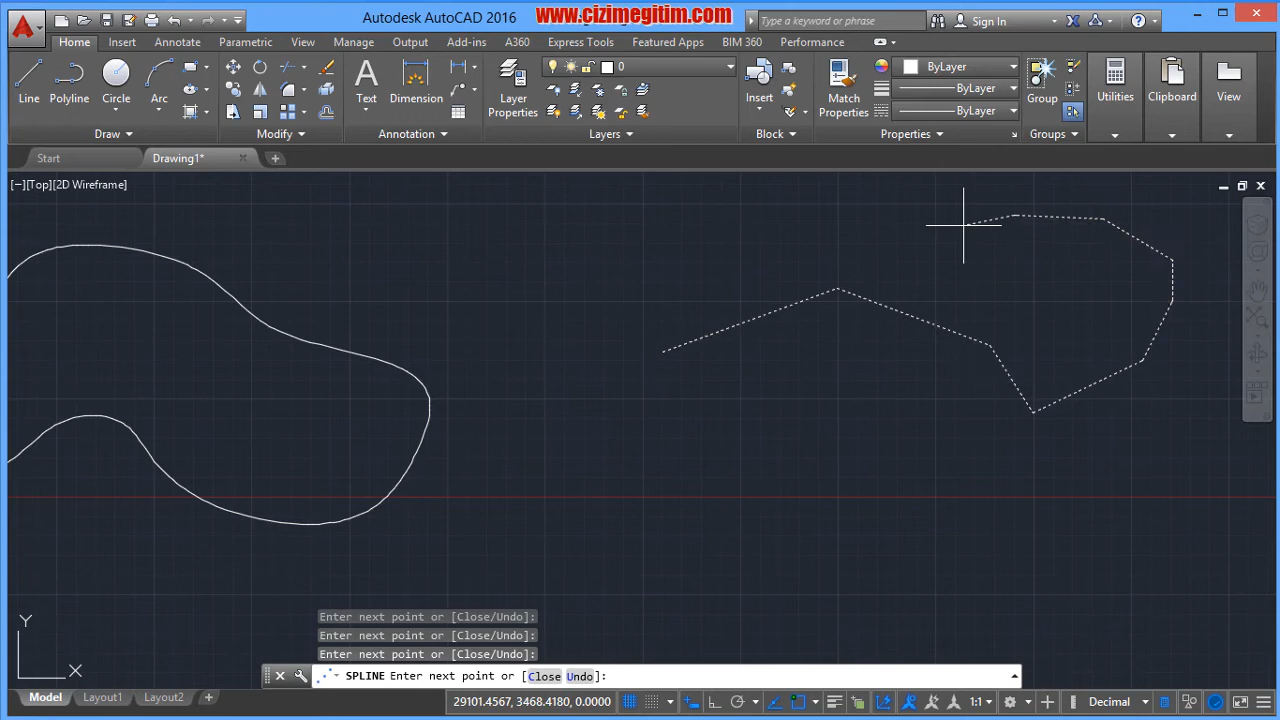 Autodesk AutoCAD 2016
Drawing1.dwg
www.cizimegitim.com
Type a keyword or phrase
Sign In
Home Insert Annotate Parametric View Manage Output Add-ins A360 Express Tools Featured Apps BIM 360 Performance
0
ByLayer
Line Polyline Circle Arc
Text Dimension
Layer Properties
Insert
Match Properties
ByLayer
ByLayer
Group
Utilities
Clipboard
View
Draw Modify Annotation Layers Block Properties Groups
Start Drawing1*
[−][Top][2D Wireframe]
Y
X
Enter next point or [Close/Undo]:
Enter next point or [Close/Undo]:
Enter next point or [Close/Undo]:
SPLINE Enter next point or [Close Undo]:
Model Layout1 Layout2 +
29101.4567, 3468.4180, 0.0000
1:1
Decimal